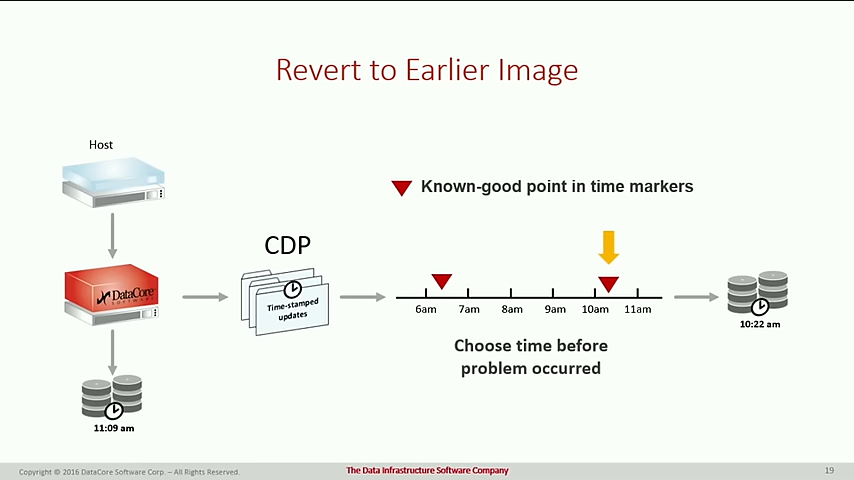 Revert to Earlier Image
Host
Known-good point in time markers
CDP
DataCore
SOFTWARE
Time-stamped
updates
6am 7am 8am 9am 10am 11am
10:22 am
Choose time before
problem occurred
11:09 am
Copyright © 2016 DataCore Software Corp. – All Rights Reserved.
The Data Infrastructure Software Company
19